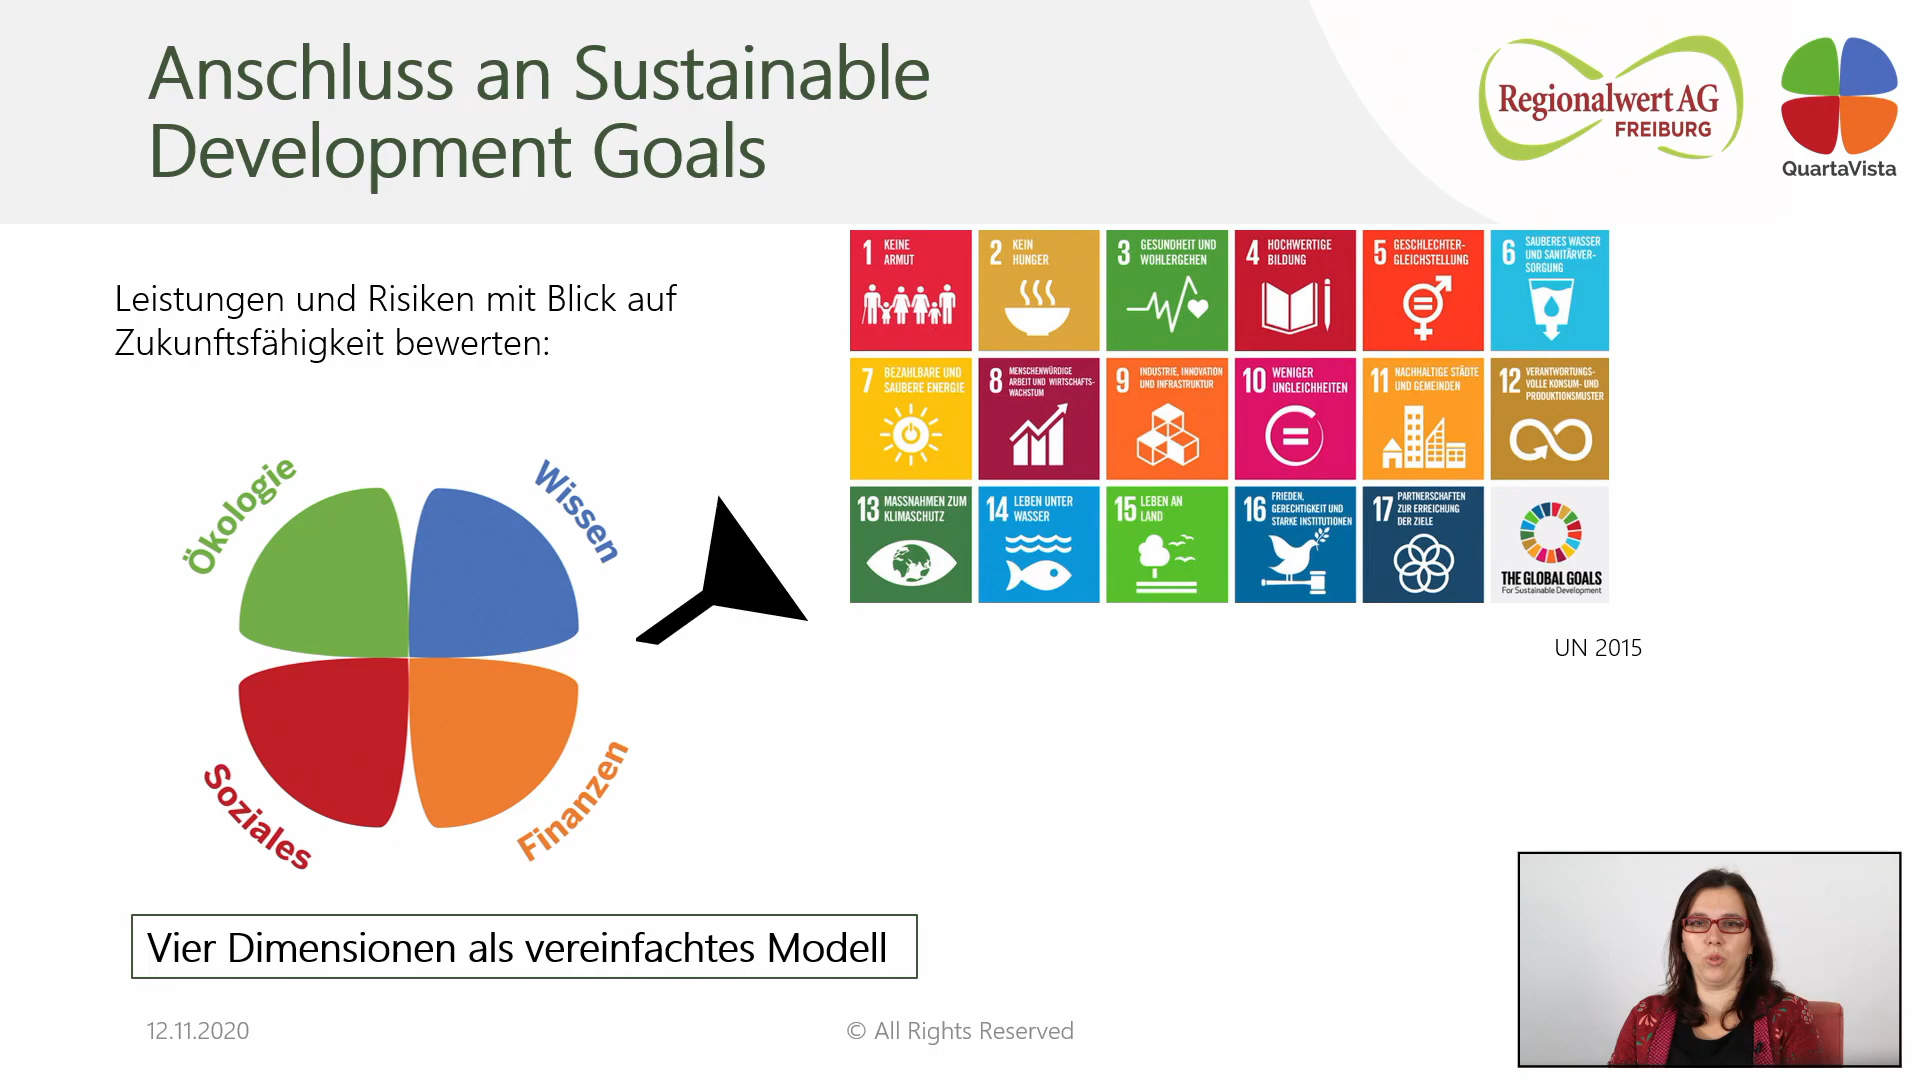 Anschluss an Sustainable
Development Goals
Regionalwert AG
FREIBURG
QuartaVista
Leistungen und Risiken mit Blick auf
Zukunftsfähigkeit bewerten:
Ökologie
Wissen
Soziales
Finanzen
1 KEINE
ARMUT
2 KEIN
HUNGER
3 GESUNDHEIT UND
WOHLERGEHEN
4 HOCHWERTIGE
BILDUNG
5 GESCHLECHTER-
GLEICHSTELLUNG
6 SAUBERES WASSER
UND SANITÄRVER-
SORGUNG
7 BEZAHLBARE UND
SAUBERE ENERGIE
8 MENSCHENWÜRDIGE
ARBEIT UND WIRTSCHAFTS-
WACHSTUM
9 INDUSTRIE, INNOVATION
UND INFRASTRUKTUR
10 WENIGER
UNGLEICHHEITEN
11 NACHHALTIGE STÄDTE
UND GEMEINDEN
12 VERANTWORTUNGS-
VOLLE KONSUM- UND
PRODUKTIONSMUSTER
13 MASSNAHMEN ZUM
KLIMASCHUTZ
14 LEBEN UNTER
WASSER
15 LEBEN AN
LAND
16 FRIEDEN,
GERECHTIGKEIT UND
STARKE INSTITUTIONEN
17 PARTNERSCHAFTEN
ZUR ERREICHUNG
DER ZIELE
THE GLOBAL GOALS
For Sustainable Development
UN 2015
Vier Dimensionen als vereinfachtes Modell
12.11.2020
© All Rights Reserved